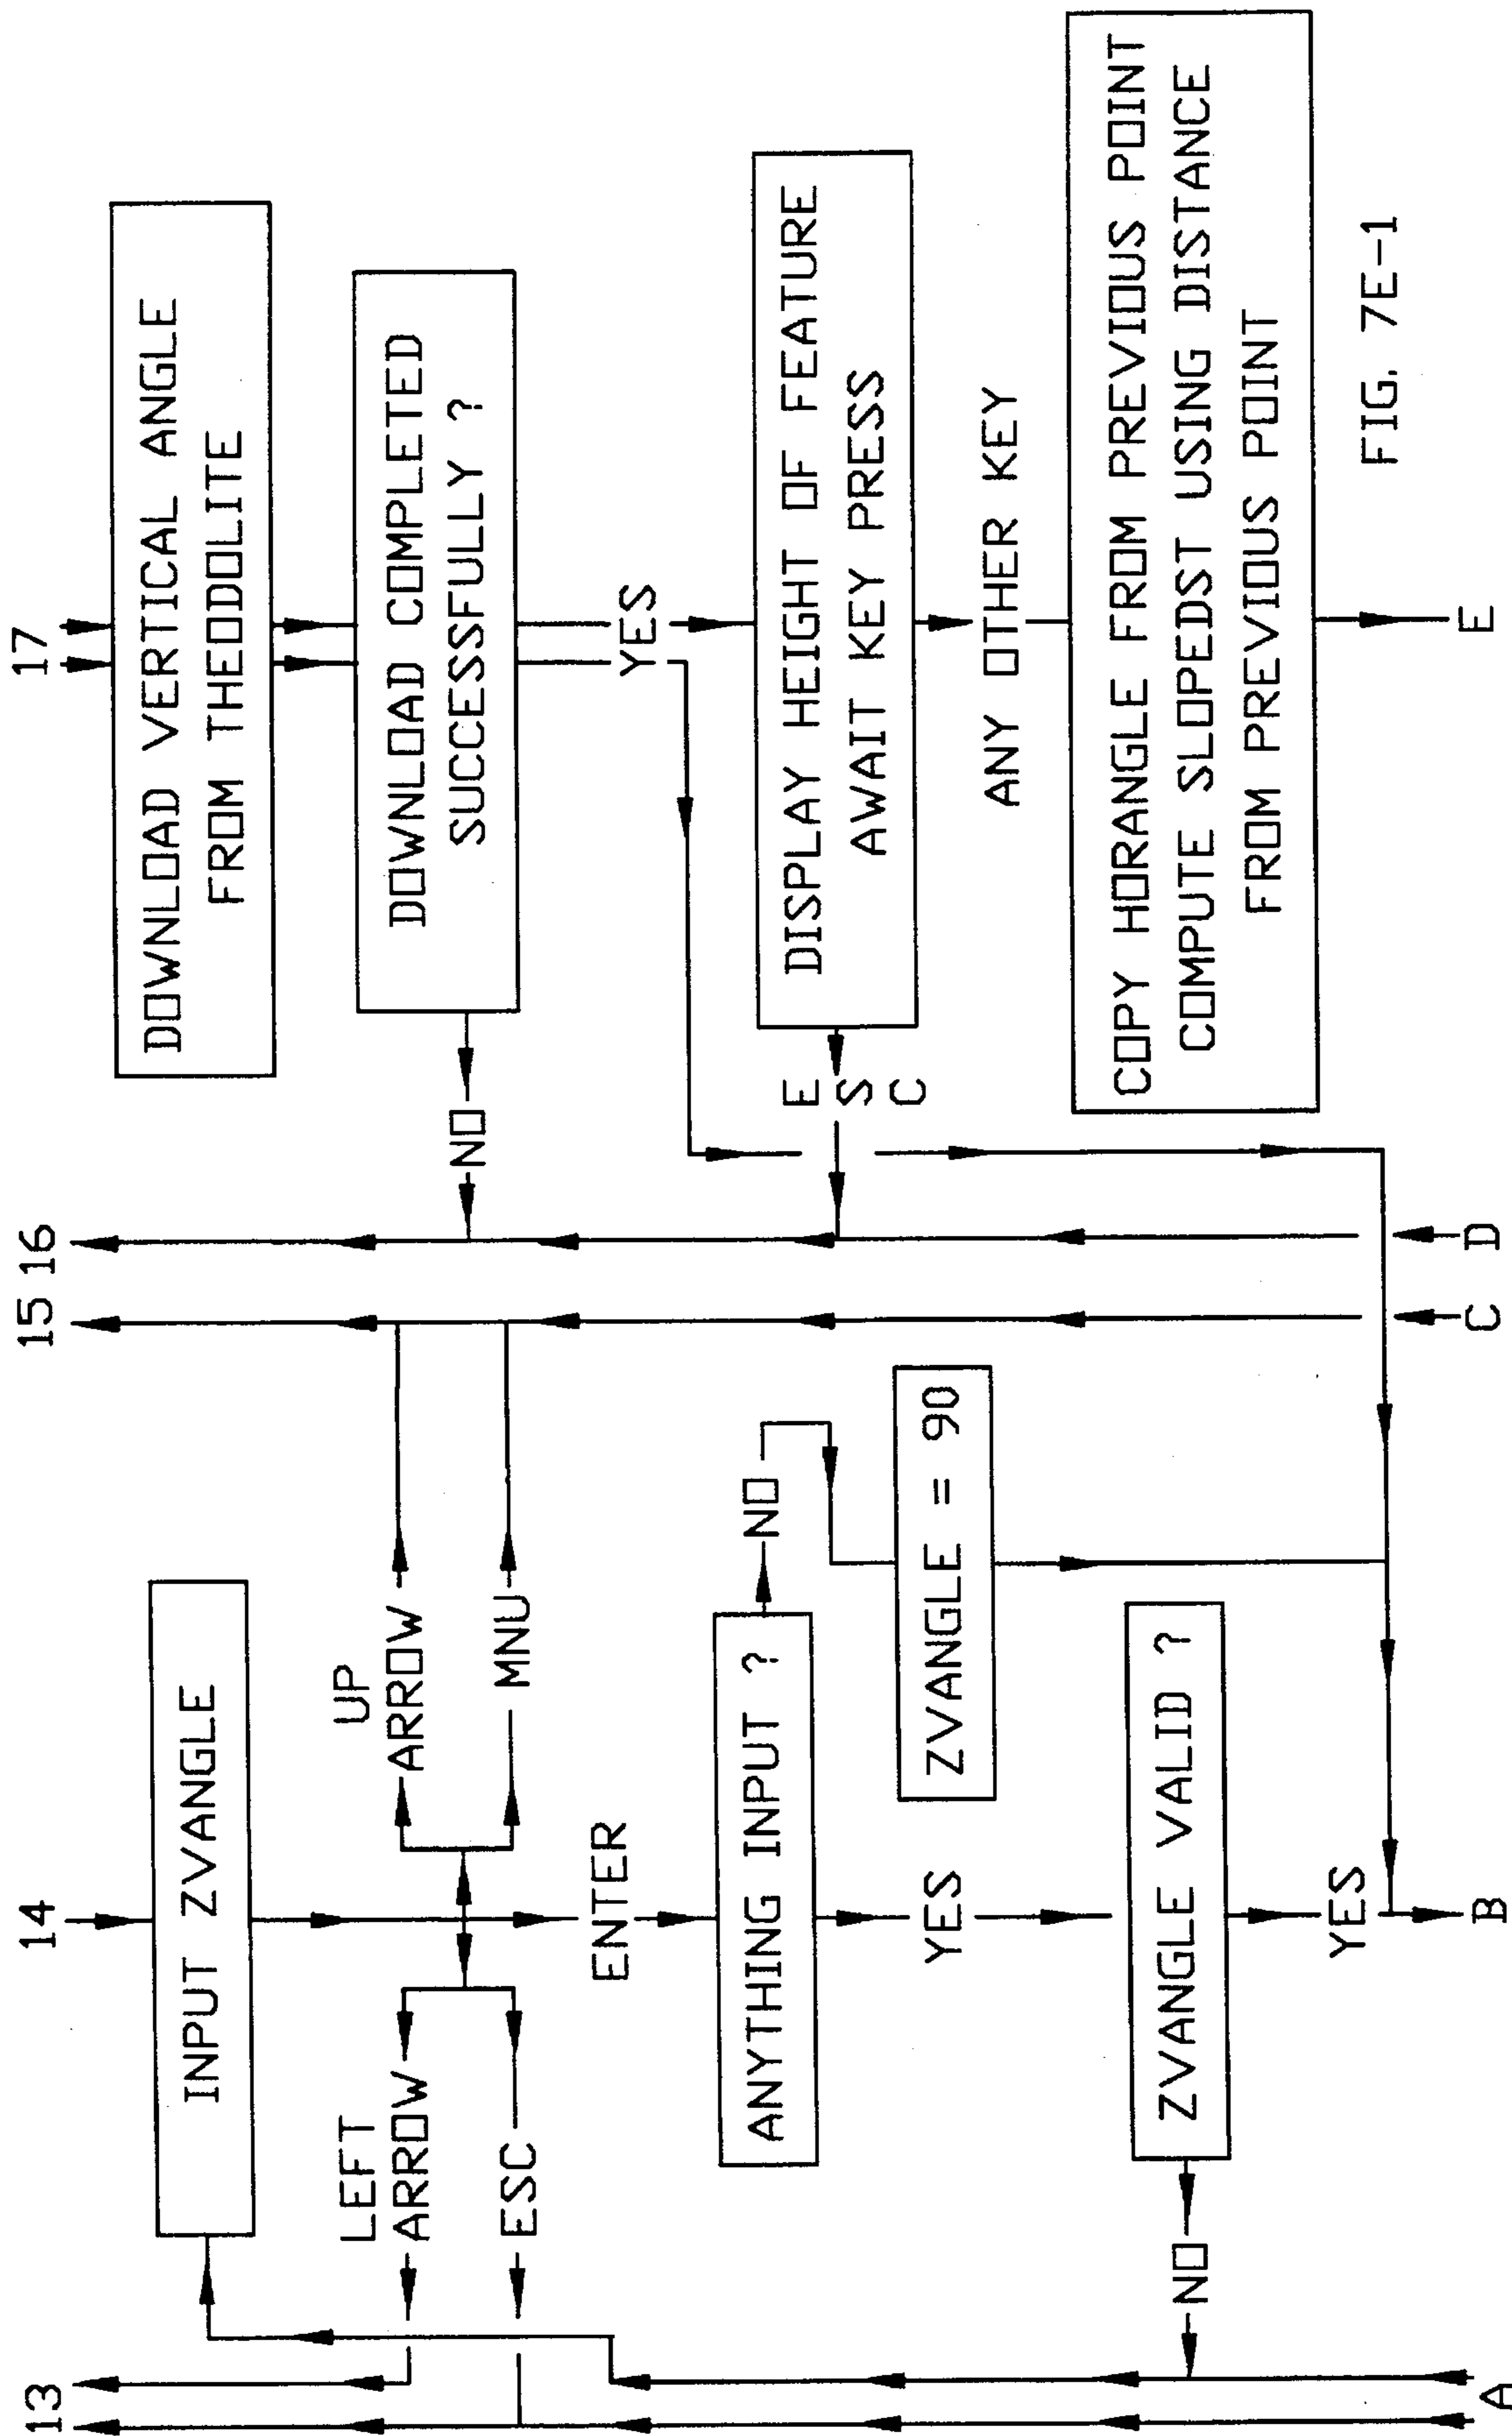 13
14
15
16
17
INPUT ZVANGLE
LEFT
ARROW
ESC
UP
ARROW
MNU
ENTER
ANYTHING INPUT ?
NO
ZVANGLE = 90
YES
ZVANGLE VALID ?
NO
YES
DOWNLOAD VERTICAL ANGLE
FROM THEODOLITE
DOWNLOAD COMPLETED
SUCCESSFULLY ?
NO
YES
DISPLAY HEIGHT OF FEATURE
AWAIT KEY PRESS
E
S
C
ANY OTHER KEY
COPY HORANGLE FROM PREVIOUS POINT
COMPUTE SLOPEDST USING DISTANCE
FROM PREVIOUS POINT
A
B
C
D
E
FIG. 7E-1